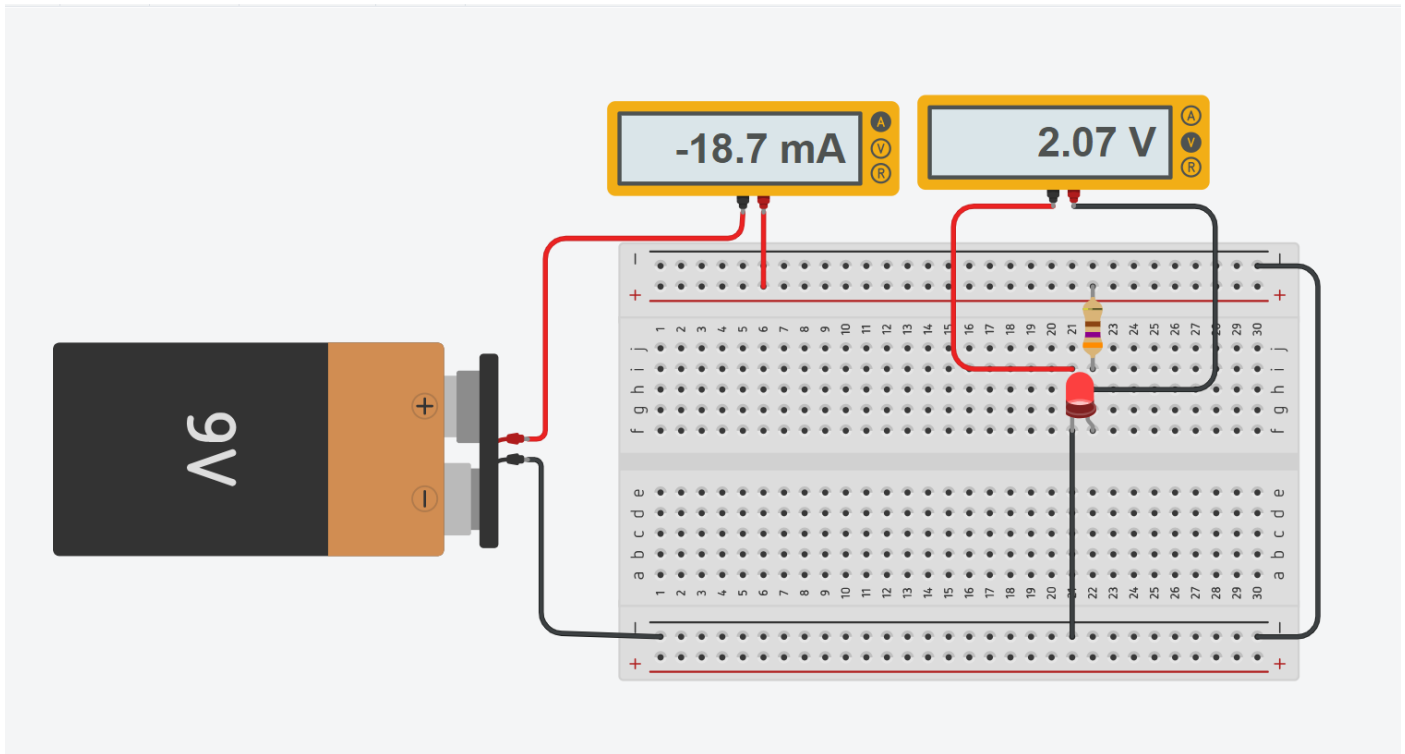 -18.7 mA
A
V
R
2.07 V
A
V
R
− −
+ +
1 2 3 4 5 6 7 8 9 10 11 12 13 14 15 16 17 18 19 20 21 23 24 25 26 27 28 29 30
j j
i i
h h
g g
f f
9V
+
−
e e
d d
c c
b b
a a
1 2 3 4 5 6 7 8 9 10 11 12 13 14 15 16 17 18 19 20 21 22 23 24 25 26 27 28 29 30
− −
+ +